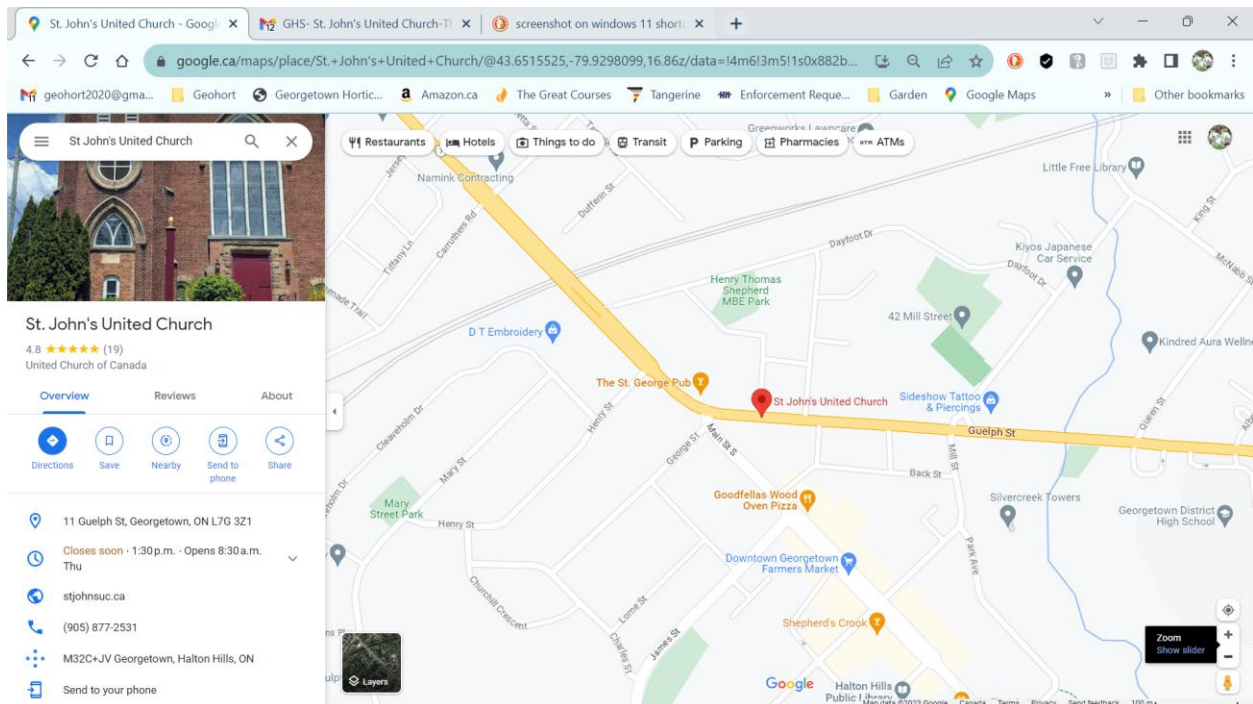 St. John's United Church - Googl
GHS- St. John's United Church-Tl
screenshot on windows 11 short
google.ca/maps/place/St.+John's+United+Church/@43.6515525,-79.9298099,16.86z/data=!4m6!3m5!1s0x882b...
geohort2020@gma...
Geohort
Georgetown Hortic...
Amazon.ca
The Great Courses
Tangerine
Enforcement Reque...
Garden
Google Maps
»
Other bookmarks
St John's United Church
Restaurants
Hotels
Things to do
Transit
Parking
Pharmacies
ATMs
St. John's United Church
4.8 ★★★★★ (19)
United Church of Canada
Overview
Reviews
About
Directions
Save
Nearby
Send to
phone
Share
11 Guelph St, Georgetown, ON L7G 3Z1
Closes soon · 1:30 p.m. · Opens 8:30 a.m.
Thu
stjohnsuc.ca
(905) 877-2531
M32C+JV Georgetown, Halton Hills, ON
Send to your phone
Greenworks Lawncare
Namink Contracting
Jersey
Dufferin St
Carruthers Rd
Tiffany Ln
Little Free Library
King St
McNabb S
Dayfoot Dr
Kiyos Japanese
Car Service
Dayfoot Dr
Henry Thomas
Shepherd
MBE Park
42 Mill Street
D T Embroidery
Kindred Aura Wellne
The St. George Pub
St John's United Church
Sideshow Tattoo
& Piercings
Guelph St
Queen St
Cleaveholm Dr
Henry St
George St
Main St S
Mill St
Back St
Mary St
Mary
Street Park
Henry St
Goodfellas Wood
Oven Pizza
Silvercreek Towers
Georgetown District
High School
Park Ave
Downtown Georgetown
Farmers Market
Churchill Crescent
Lorne St
Charles St
James St
Shepherd's Crook
Zoom
Show slider
Layers
Google
Halton Hills
Public Library
Map data ©2023 Google
Canada
Terms
Privacy
Send feedback
100 m